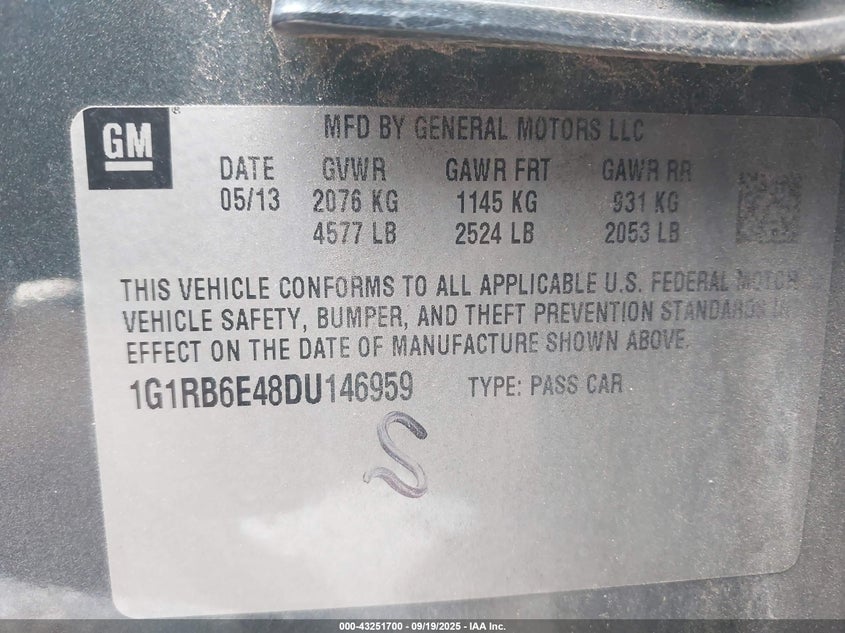 GM
MFD BY GENERAL MOTORS LLC
DATE GVWR GAWR FRT GAWR RR
05/13 2076 KG 1145 KG 931 KG
4577 LB 2524 LB 2053 LB
THIS VEHICLE CONFORMS TO ALL APPLICABLE U.S. FEDERAL MOTOR
VEHICLE SAFETY, BUMPER, AND THEFT PREVENTION STANDARDS IN
EFFECT ON THE DATE OF MANUFACTURE SHOWN ABOVE.
1G1RB6E48DU146959 TYPE: PASS CAR
S
000-43251700 - 09/19/2025 - IAA Inc.